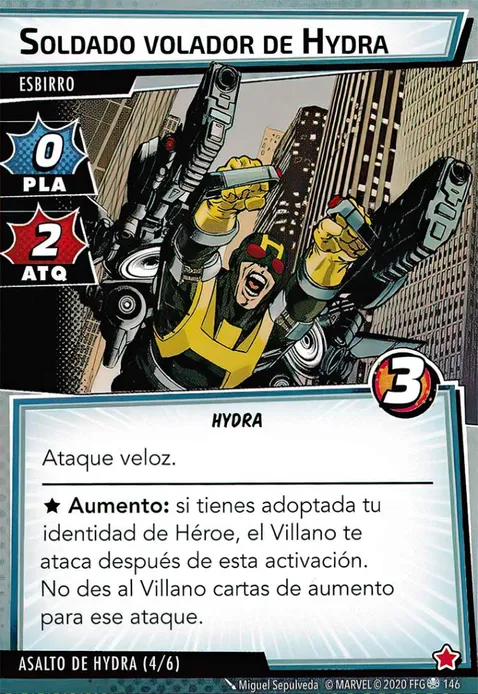 Soldado volador de Hydra
ESBIRRO
0
PLA
2
ATQ
3
HYDRA
Ataque veloz.
★ Aumento: si tienes adoptada tu
identidad de Héroe, el Villano te
ataca después de esta activación.
No des al Villano cartas de aumento
para ese ataque.
ASALTO DE HYDRA (4/6)
Miguel Sepulveda © MARVEL © 2020 FFG 146